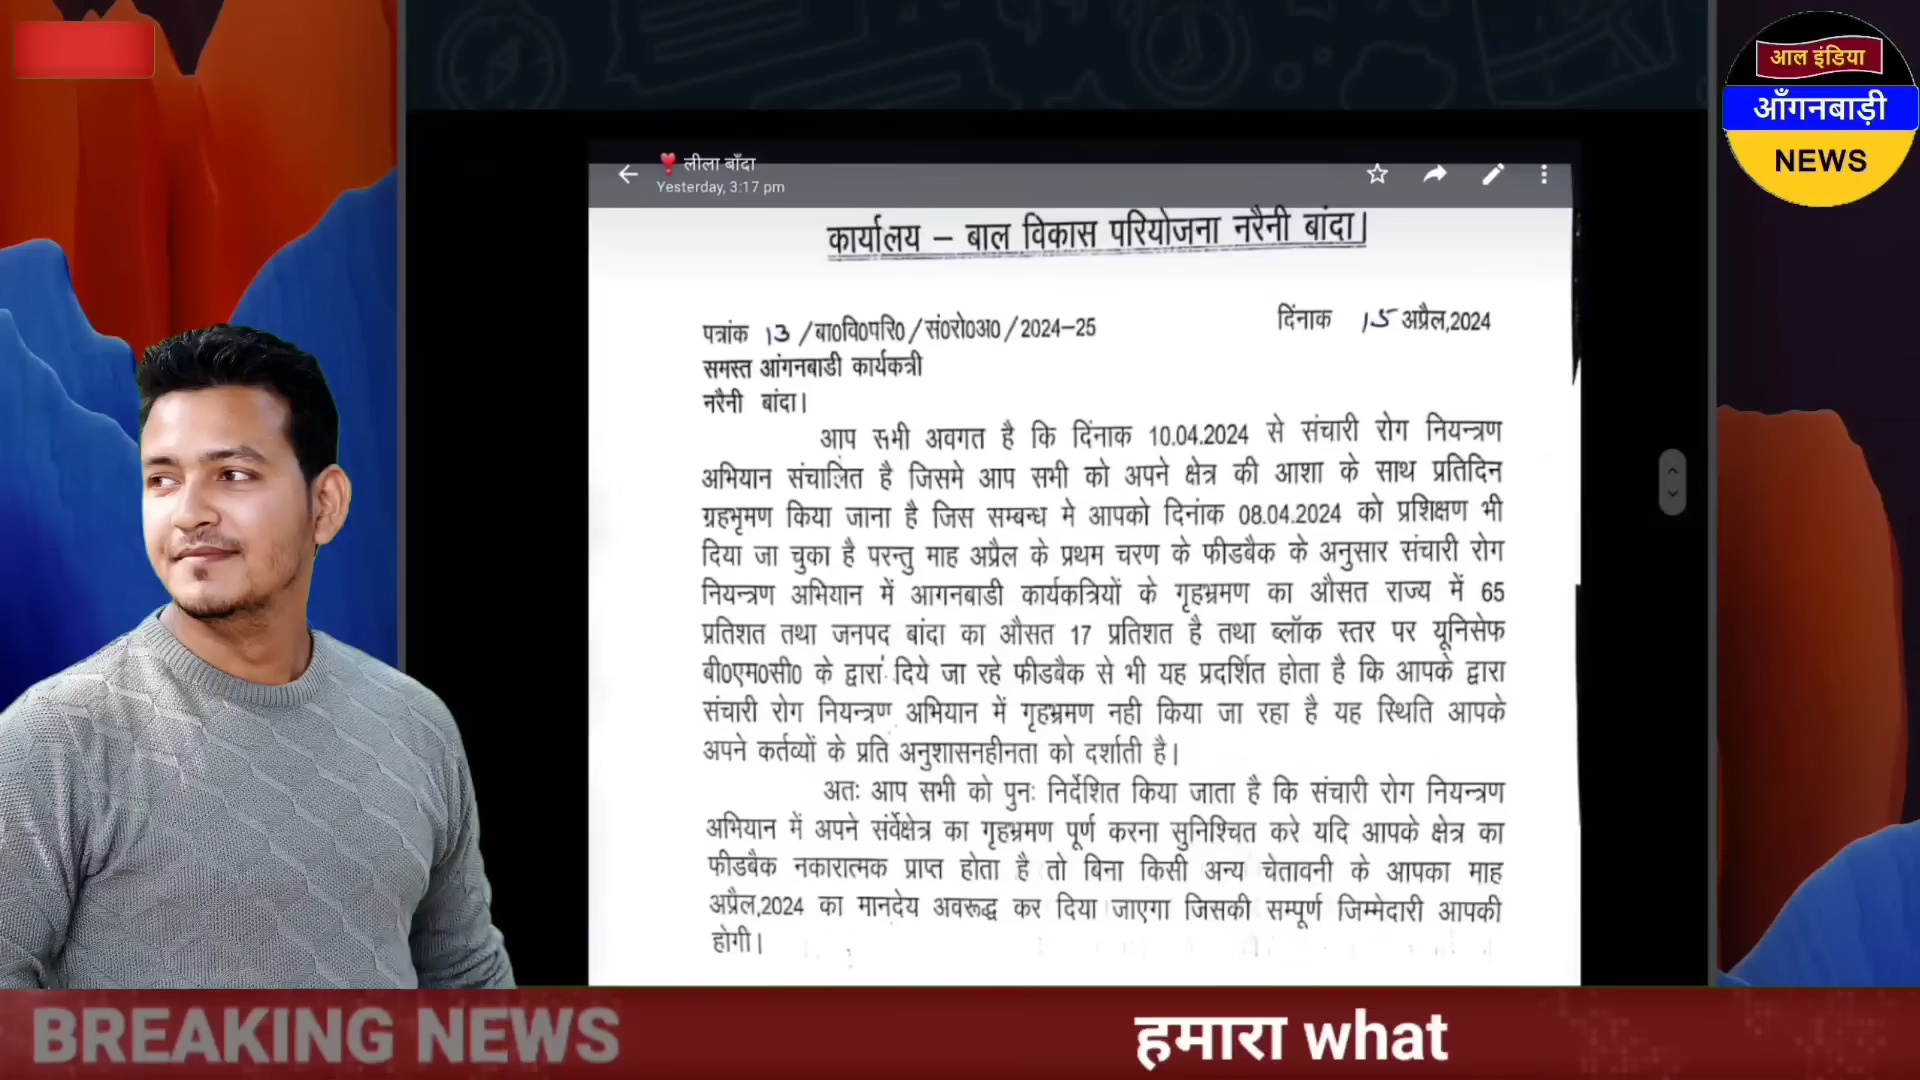 आल इंडिया
आँगनबाड़ी
NEWS
लीला बाँदा
Yesterday, 3:17 pm
कार्यालय – बाल विकास परियोजना नरैनी बांदा।
पत्रांक 13 /बा0वि0परि0/सं0रो0अ0/2024–25
दिनांक 15 अप्रैल,2024
समस्त आंगनबाडी कार्यकत्री
नरैनी बांदा।
आप सभी अवगत है कि दिंनाक 10.04.2024 से संचारी रोग नियन्त्रण
अभियान संचालित है जिसमे आप सभी को अपने क्षेत्र की आशा के साथ प्रतिदिन
ग्रहभृमण किया जाना है जिस सम्बन्ध मे आपको दिनांक 08.04.2024 को प्रशिक्षण भी
दिया जा चुका है परन्तु माह अप्रैल के प्रथम चरण के फीडबैक के अनुसार संचारी रोग
नियन्त्रण अभियान में आगनबाडी कार्यकत्रियों के गृहभ्रमण का औसत राज्य में 65
प्रतिशत तथा जनपद बांदा का औसत 17 प्रतिशत है तथा ब्लॉक स्तर पर यूनिसेफ
बी0एम0सी0 के द्वारा दिये जा रहे फीडबैक से भी यह प्रदर्शित होता है कि आपके द्वारा
संचारी रोग नियन्त्रण अभियान में गृहभ्रमण नही किया जा रहा है यह स्थिति आपके
अपने कर्तव्यों के प्रति अनुशासनहीनता को दर्शाती है।
अतः आप सभी को पुनः निर्देशित किया जाता है कि संचारी रोग नियन्त्रण
अभियान में अपने सर्वेक्षेत्र का गृहभ्रमण पूर्ण करना सुनिश्चित करे यदि आपके क्षेत्र का
फीडबैक नकारात्मक प्राप्त होता है तो बिना किसी अन्य चेतावनी के आपका माह
अप्रैल,2024 का मानदेय अवरूद्ध कर दिया जाएगा जिसकी सम्पूर्ण जिम्मेदारी आपकी
होगी।
BREAKING NEWS
हमारा what